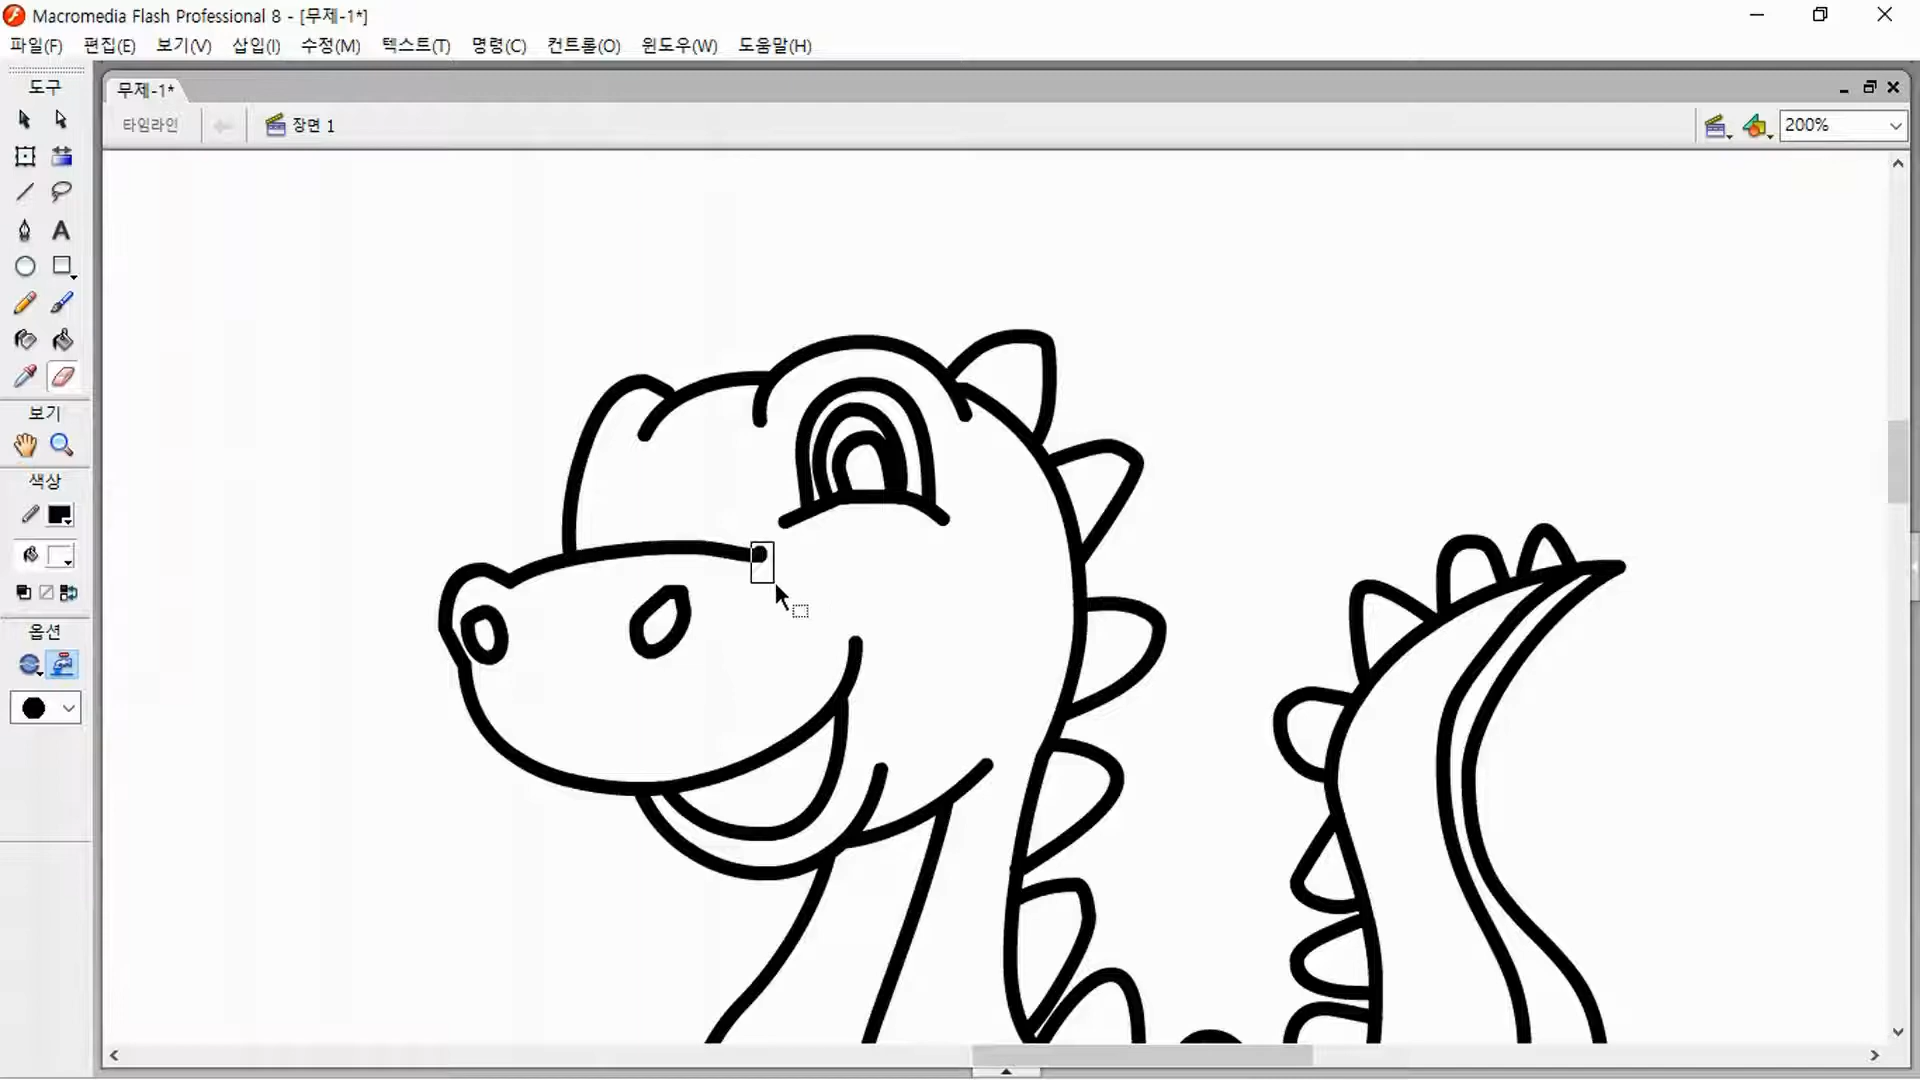 Macromedia Flash Professional 8 - [무제-1*]
파일(F) 편집(E) 보기(V) 삽입(I) 수정(M) 텍스트(T) 명령(C) 컨트롤(O) 윈도우(W) 도움말(H)
도구
무제-1*
타임라인 장면 1 200%
A
보기
색상
옵션